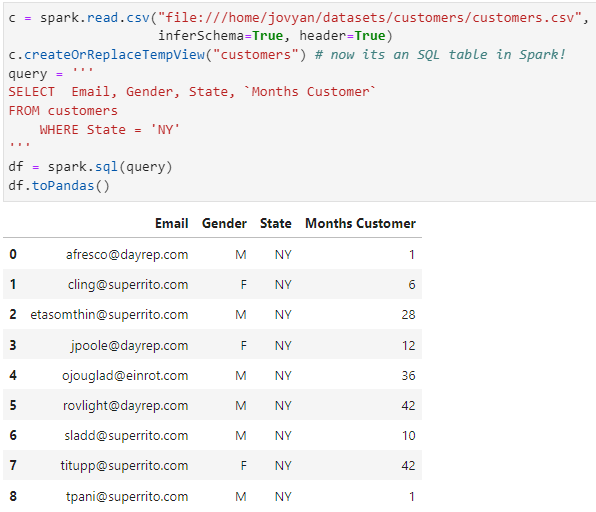 c = spark.read.csv("file:///home/jovyan/datasets/customers/customers.csv",
                   inferSchema=True, header=True)
c.createOrReplaceTempView("customers") # now its an SQL table in Spark!
query = '''
SELECT  Email, Gender, State, `Months Customer`
FROM customers
    WHERE State = 'NY'
'''
df = spark.sql(query)
df.toPandas()
Email Gender State Months Customer
0 afresco@dayrep.com M NY 1
1 cling@superrito.com F NY 6
2 etasomthin@superrito.com M NY 28
3 jpoole@dayrep.com F NY 12
4 ojouglad@einrot.com M NY 36
5 rovlight@dayrep.com M NY 42
6 sladd@superrito.com M NY 10
7 titupp@superrito.com F NY 42
8 tpani@superrito.com M NY 1